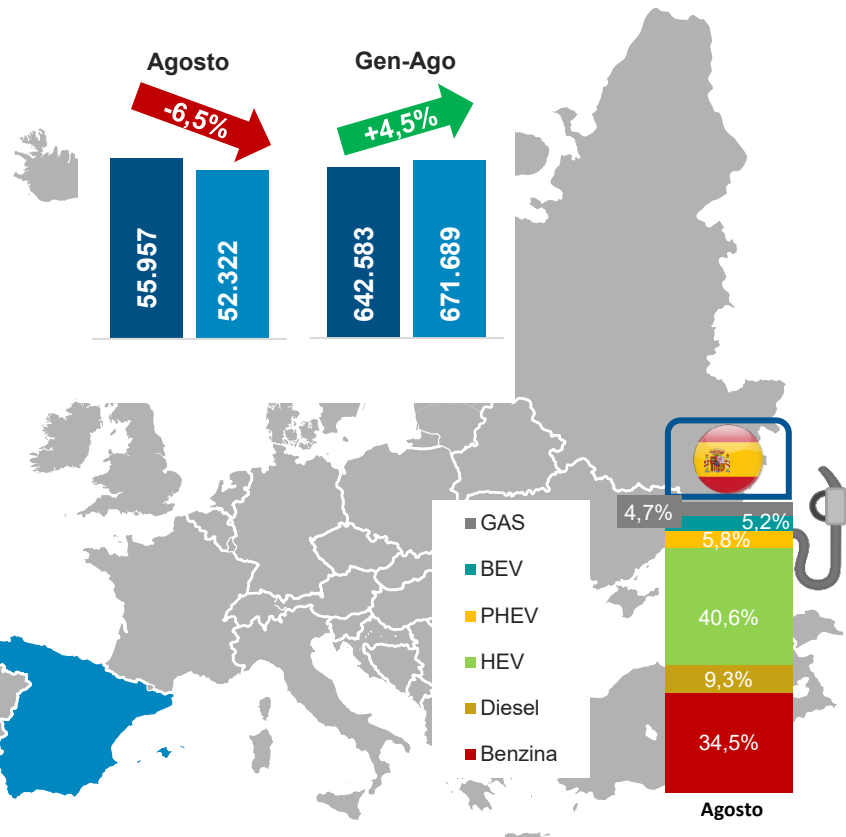 Agosto
Gen-Ago
-6,5%
+4,5%
55.957
52.322
642.583
671.689
GAS
BEV
PHEV
HEV
Diesel
Benzina
4,7%
5,2%
5,8%
40,6%
9,3%
34,5%
Agosto